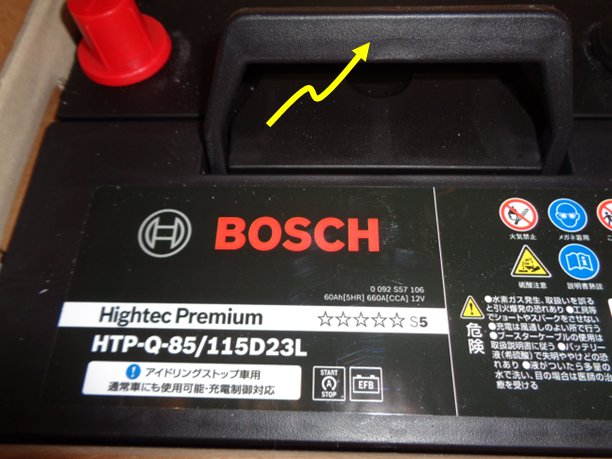 BOSCH
0 092 S57 106
60Ah[5HR] 660A[CCA] 12V
Hightec Premium ☆☆☆☆☆ S5
HTP-Q-85/115D23L
アイドリングストップ車用
通常車にも使用可能・充電制御対応
START
STOP
EFB
火気禁止
メガネ着用
硫酸注意
説明書熟読
危険
●水素ガス発生、取扱いを誤る
と引火爆発の恐れあり ●工具等
でショートやスパークをさせない
●充電は風通しのよい所で行う
●ブースターケーブルの使用は
取扱説明書に従う ●バッテリー
液(希硫酸)で失明ややけどの恐
れあり ●液がついたら多量の
水で洗い、目の場合は医師の治
療を受ける